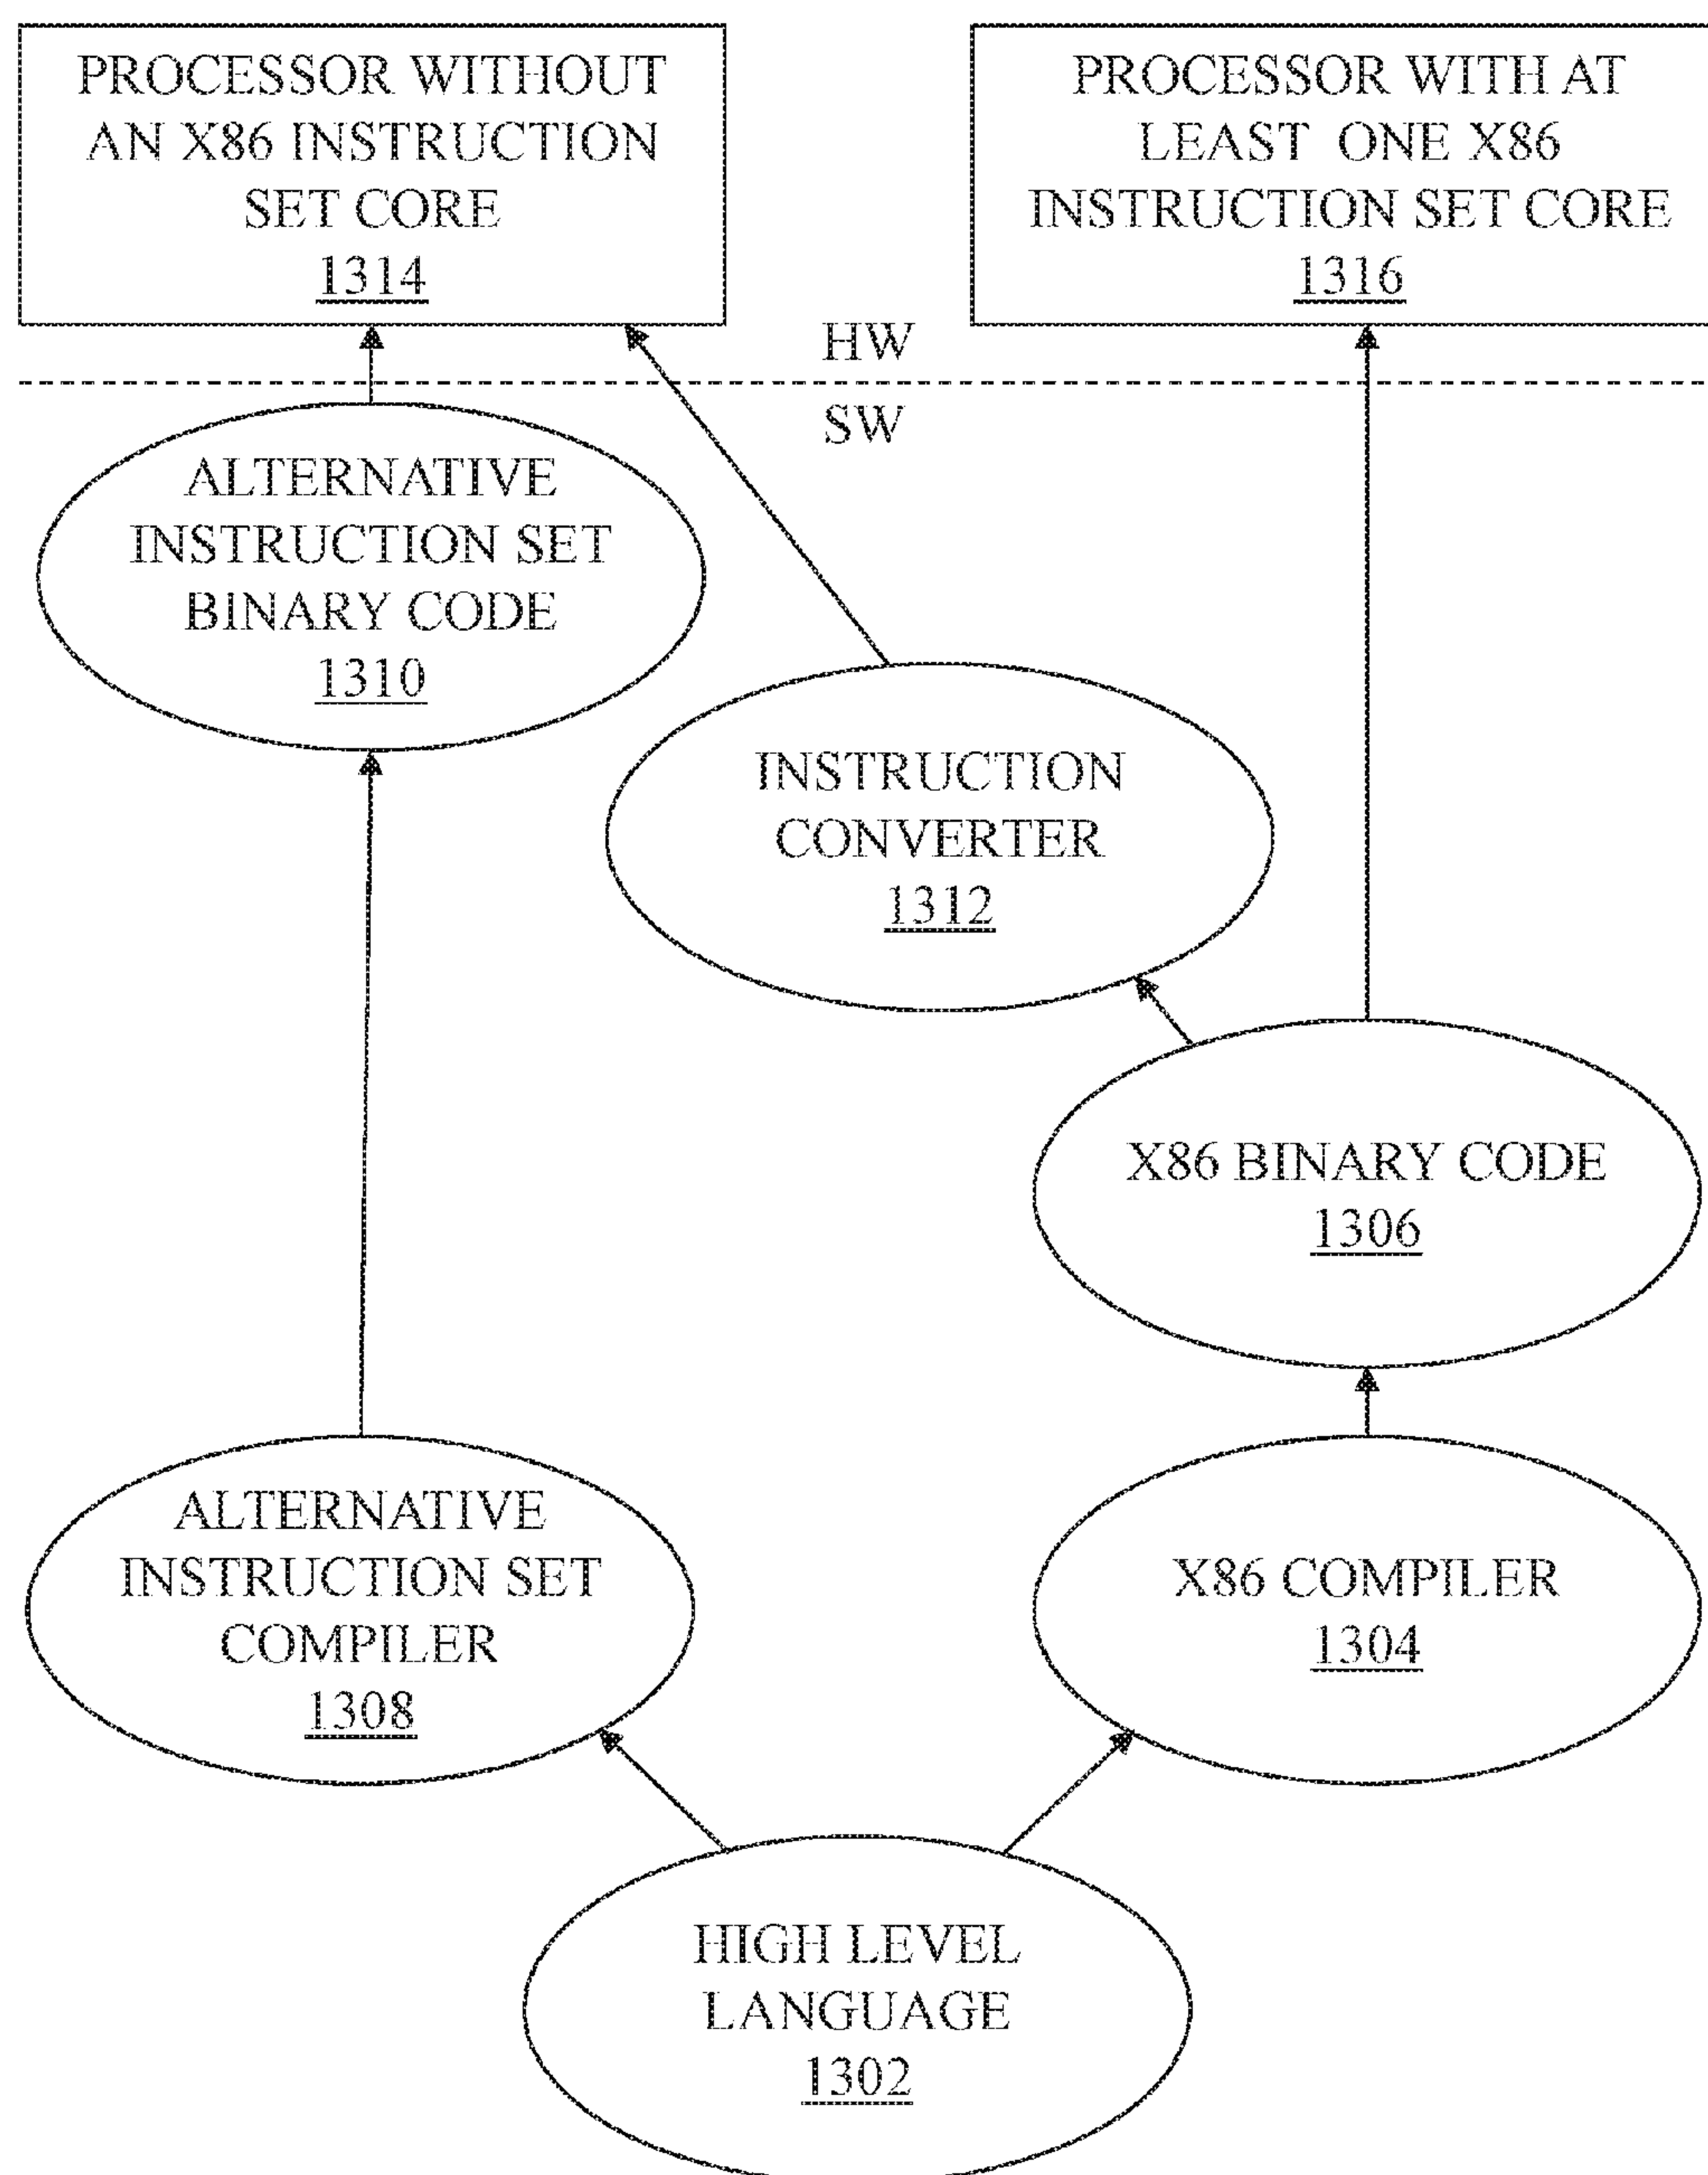 PROCESSOR WITHOUT
AN X86 INSTRUCTION
SET CORE
1314
PROCESSOR WITH AT
LEAST ONE X86
INSTRUCTION SET CORE
1316
HW
SW
ALTERNATIVE
INSTRUCTION SET
BINARY CODE
1310
INSTRUCTION
CONVERTER
1312
X86 BINARY CODE
1306
ALTERNATIVE
INSTRUCTION SET
COMPILER
1308
X86 COMPILER
1304
HIGH LEVEL
LANGUAGE
1302